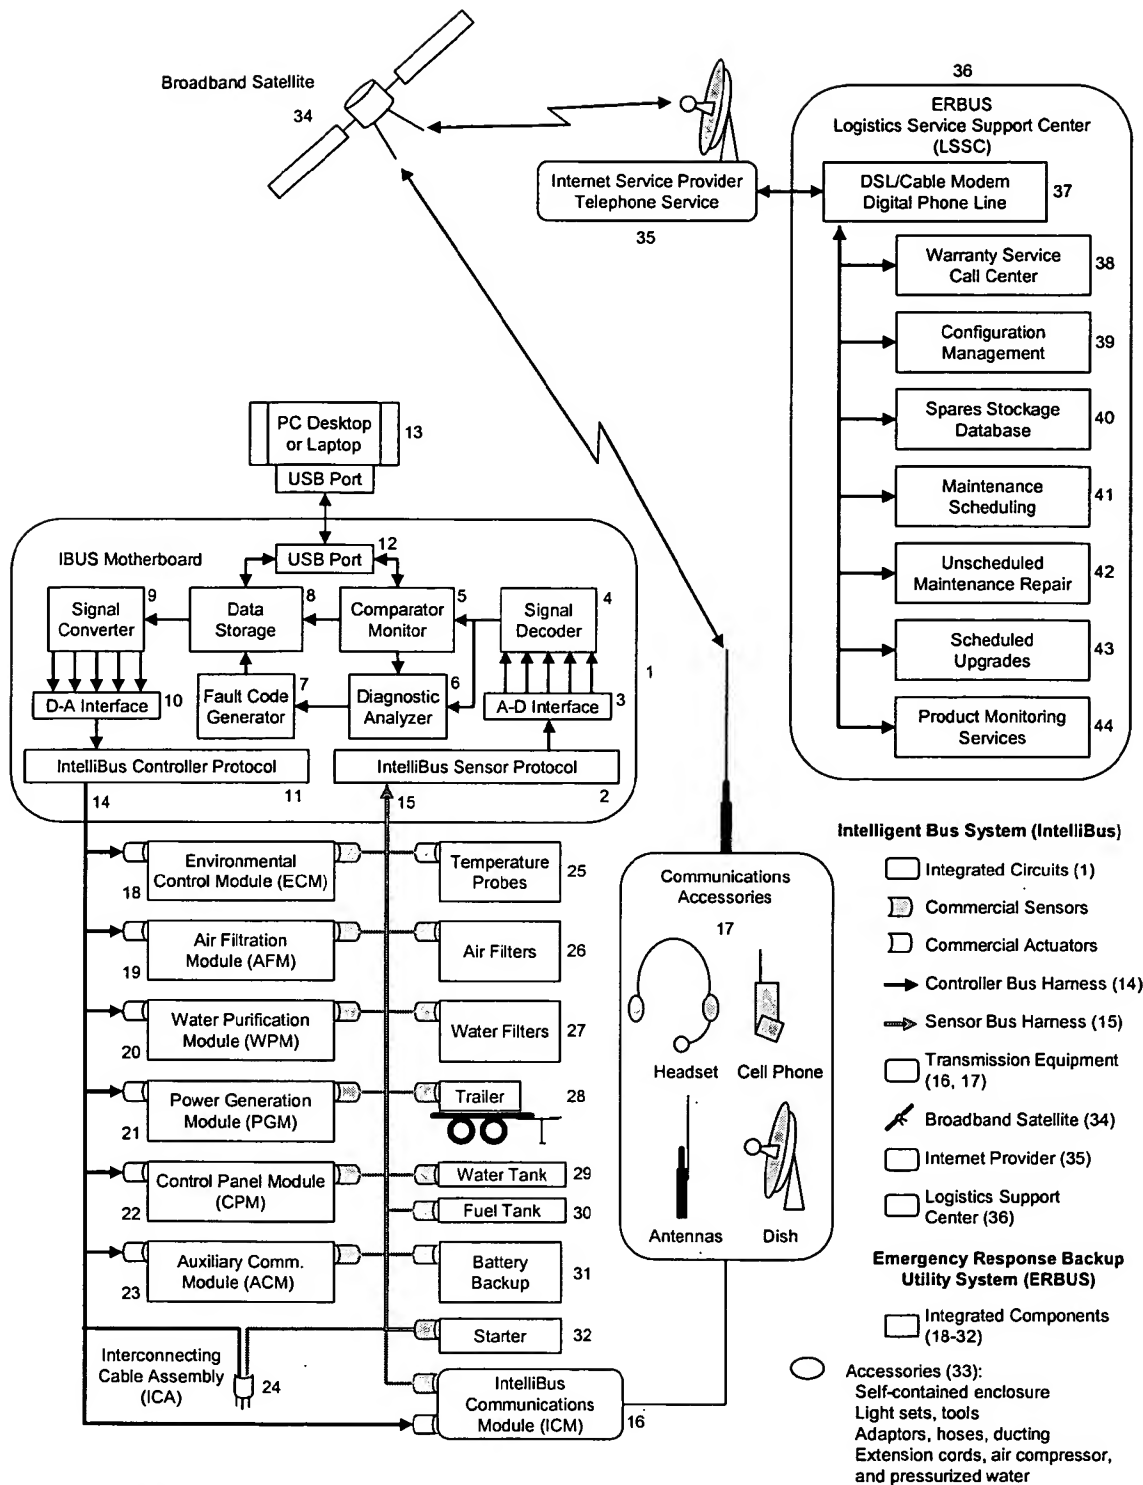 Broadband Satellite
34
36
ERBUS
Logistics Service Support Center
(LSSC)
Internet Service Provider
Telephone Service
35
DSL/Cable Modem
Digital Phone Line
37
Warranty Service
Call Center
38
Configuration
Management
39
Spares Stockage
Database
40
Maintenance
Scheduling
41
Unscheduled
Maintenance Repair
42
Scheduled
Upgrades
43
Product Monitoring
Services
44
PC Desktop
or Laptop
13
USB Port
IBUS Motherboard
USB Port
12
Signal
Converter
9
Data
Storage
8
Comparator
Monitor
5
Signal
Decoder
4
1
D-A Interface
10
Fault Code
Generator
7
Diagnostic
Analyzer
6
A-D Interface
3
IntelliBus Controller Protocol
IntelliBus Sensor Protocol
14
11
15
2
Environmental
Control Module (ECM)
18
Temperature
Probes
25
Air Filtration
Module (AFM)
19
Air Filters
26
Water Purification
Module (WPM)
20
Water Filters
27
Power Generation
Module (PGM)
21
Trailer
28
Control Panel Module
(CPM)
22
Water Tank
29
Fuel Tank
30
Auxiliary Comm.
Module (ACM)
23
Battery
Backup
31
Starter
32
Interconnecting
Cable Assembly
(ICA)
24
IntelliBus
Communications
Module (ICM)
16
Communications
Accessories
17
Headset
Cell Phone
Antennas
Dish
Intelligent Bus System (IntelliBus)
Integrated Circuits (1)
Commercial Sensors
Commercial Actuators
Controller Bus Harness (14)
Sensor Bus Harness (15)
Transmission Equipment
(16, 17)
Broadband Satellite (34)
Internet Provider (35)
Logistics Support
Center (36)
Emergency Response Backup
Utility System (ERBUS)
Integrated Components
(18-32)
Accessories (33):
Self-contained enclosure
Light sets, tools
Adaptors, hoses, ducting
Extension cords, air compressor,
and pressurized water